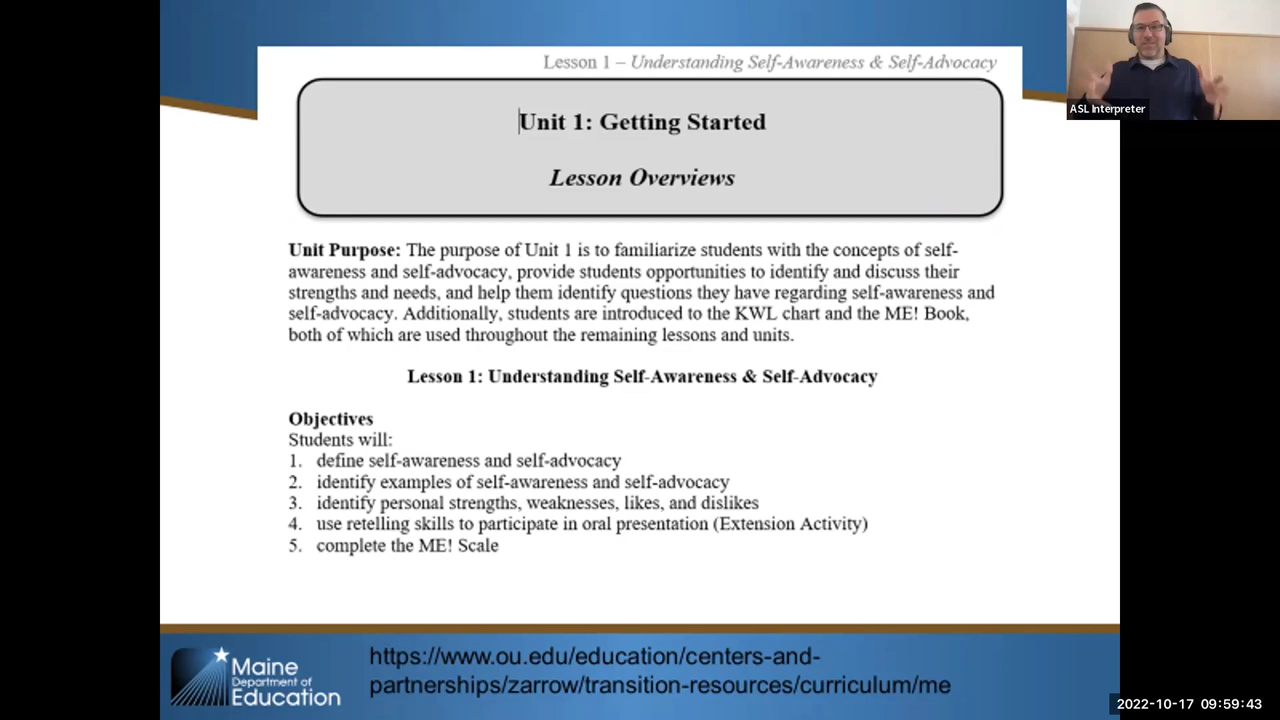 Lesson 1 – Understanding Self-Awareness & Self-Advocacy
ASL Interpreter
Unit 1: Getting Started
Lesson Overviews
Unit Purpose: The purpose of Unit 1 is to familiarize students with the concepts of self-
awareness and self-advocacy, provide students opportunities to identify and discuss their
strengths and needs, and help them identify questions they have regarding self-awareness and
self-advocacy. Additionally, students are introduced to the KWL chart and the ME! Book,
both of which are used throughout the remaining lessons and units.
Lesson 1: Understanding Self-Awareness & Self-Advocacy
Objectives
Students will:
1. define self-awareness and self-advocacy
2. identify examples of self-awareness and self-advocacy
3. identify personal strengths, weaknesses, likes, and dislikes
4. use retelling skills to participate in oral presentation (Extension Activity)
5. complete the ME! Scale
Maine
Department of
Education
https://www.ou.edu/education/centers-and-
partnerships/zarrow/transition-resources/curriculum/me
2022-10-17 09:59:43